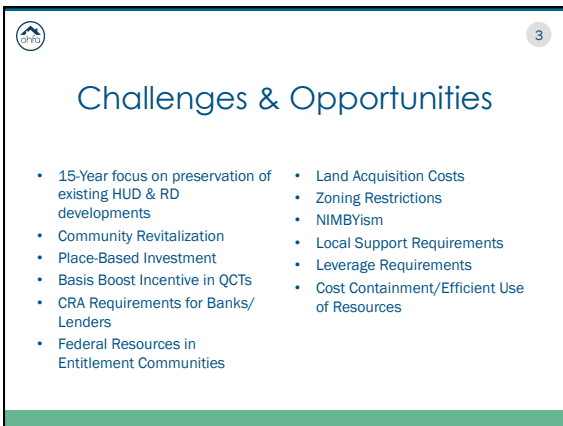 ohfa
3
Challenges & Opportunities
• 15-Year focus on preservation of
existing HUD & RD
developments
• Community Revitalization
• Place-Based Investment
• Basis Boost Incentive in QCTs
• CRA Requirements for Banks/
Lenders
• Federal Resources in
Entitlement Communities
• Land Acquisition Costs
• Zoning Restrictions
• NIMBYism
• Local Support Requirements
• Leverage Requirements
• Cost Containment/Efficient Use
of Resources